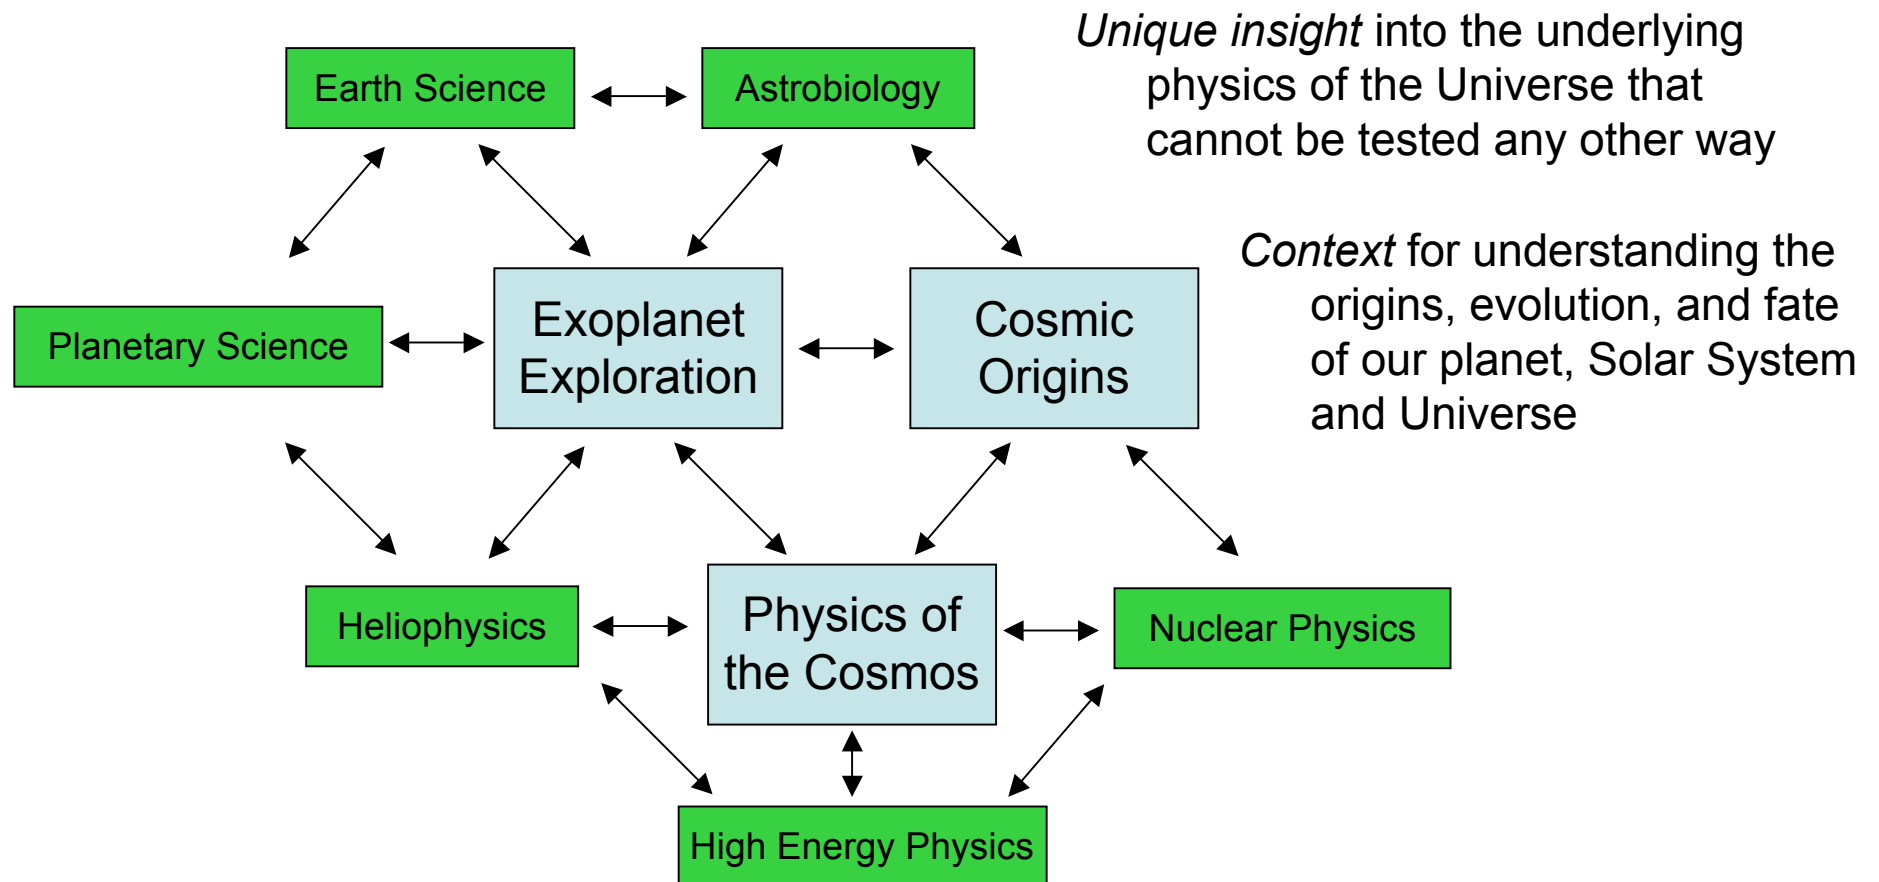 Unique insight into the underlying
physics of the Universe that
cannot be tested any other way
Earth Science
Astrobiology
Context for understanding the
origins, evolution, and fate
of our planet, Solar System
and Universe
Planetary Science
Exoplanet
Exploration
Cosmic
Origins
Heliophysics
Physics of
the Cosmos
Nuclear Physics
High Energy Physics